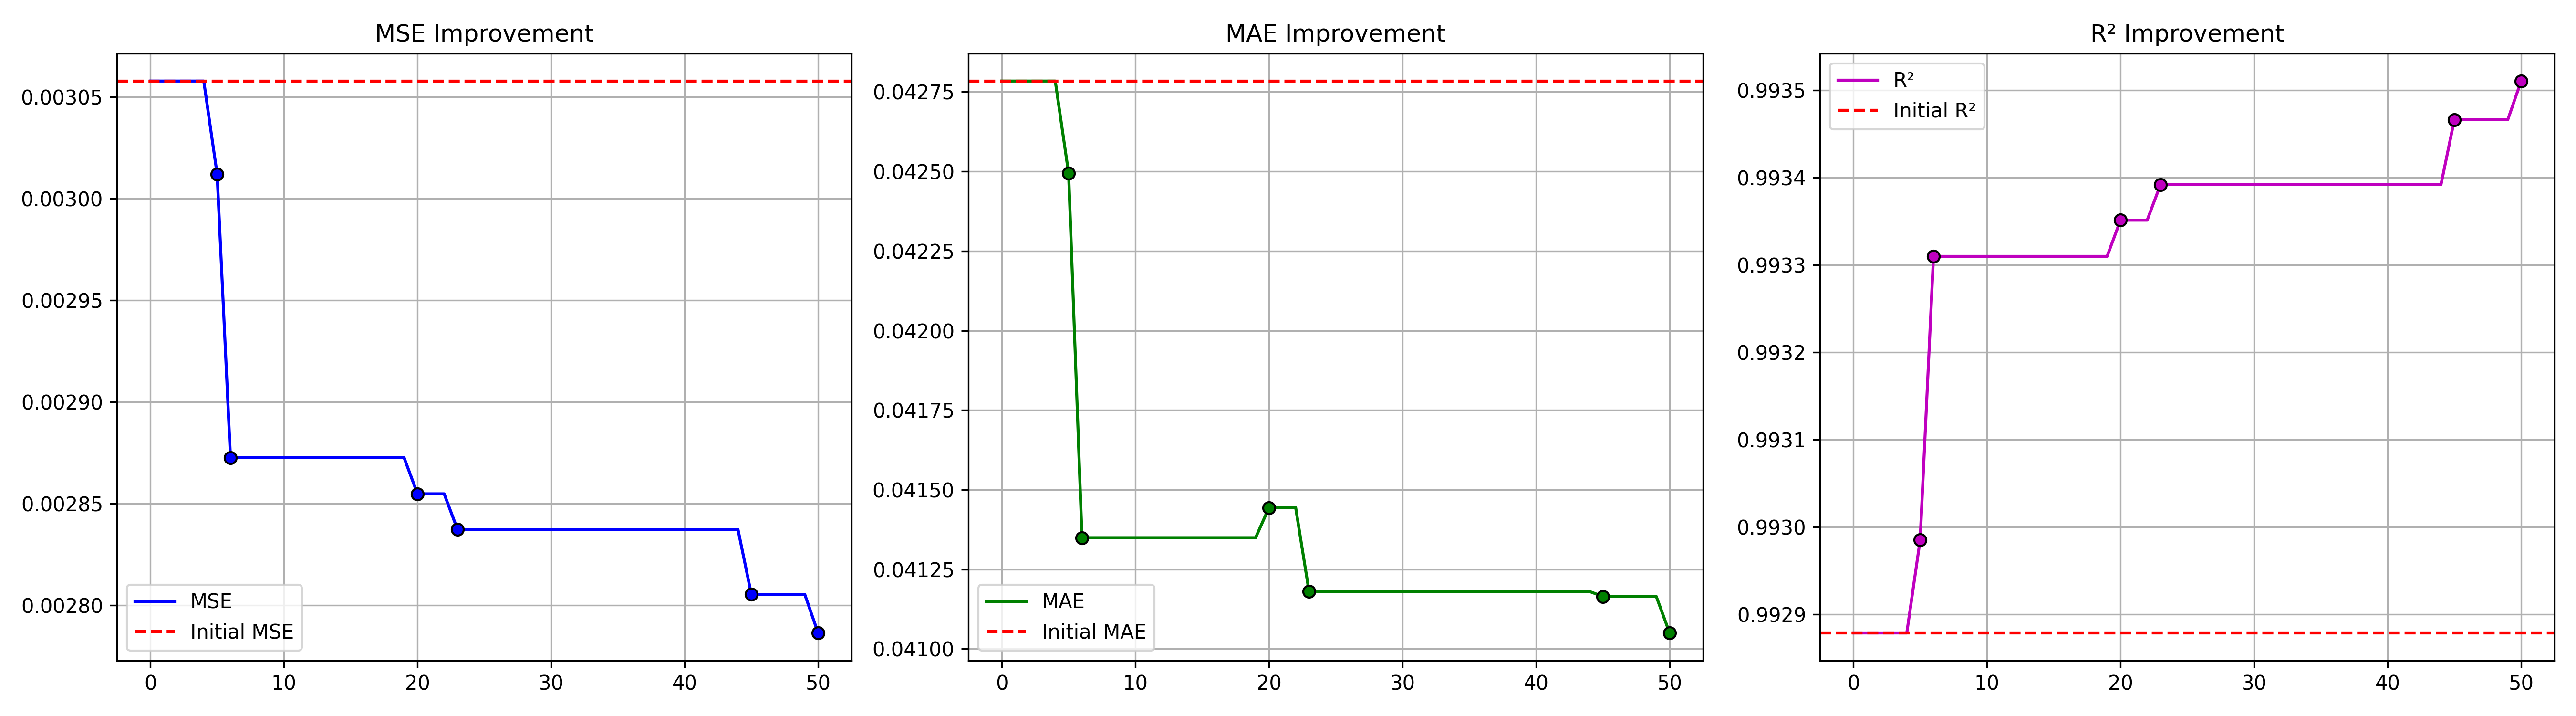 MSE Improvement
0.00305
0.00300
0.00295
0.00290
0.00285
0.00280
MSE
Initial MSE
0 10 20 30 40 50
MAE Improvement
0.04275
0.04250
0.04225
0.04200
0.04175
0.04150
0.04125
0.04100
MAE
Initial MAE
0 10 20 30 40 50
R² Improvement
R²
Initial R²
0.9935
0.9934
0.9933
0.9932
0.9931
0.9930
0.9929
0 10 20 30 40 50